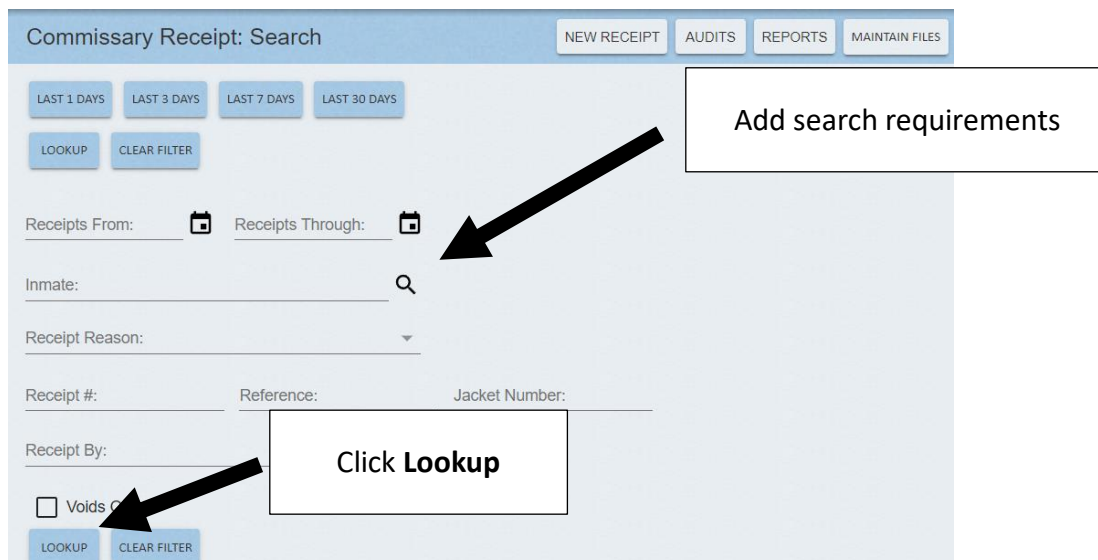 Commissary Receipt: Search
NEW RECEIPT AUDITS REPORTS MAINTAIN FILES
LAST 1 DAYS LAST 3 DAYS LAST 7 DAYS LAST 30 DAYS
Add search requirements
LOOKUP CLEAR FILTER
Receipts From: Receipts Through:
Inmate:
Receipt Reason:
Receipt #: Reference: Jacket Number:
Receipt By:
Click Lookup
Voids
LOOKUP CLEAR FILTER